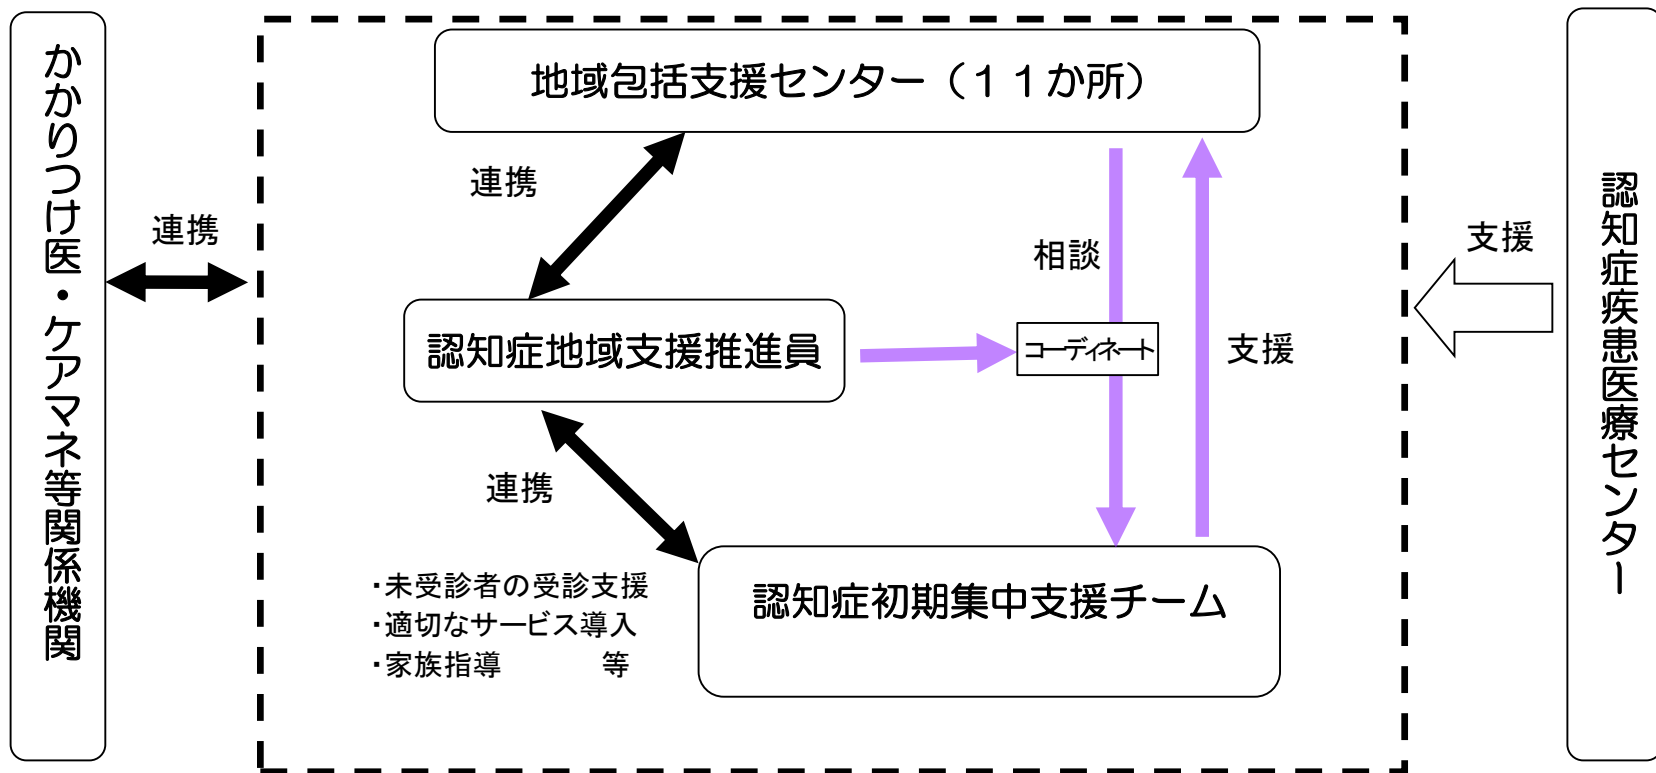 かかりつけ医・ケアマネ等関係機関
連携
地域包括支援センター（１１か所）
連携
相談
認知症地域支援推進員
コーディネート
支援
連携
認知症初期集中支援チーム
・未受診者の受診支援
・適切なサービス導入
・家族指導　　　等
支援
認知症疾患医療センター